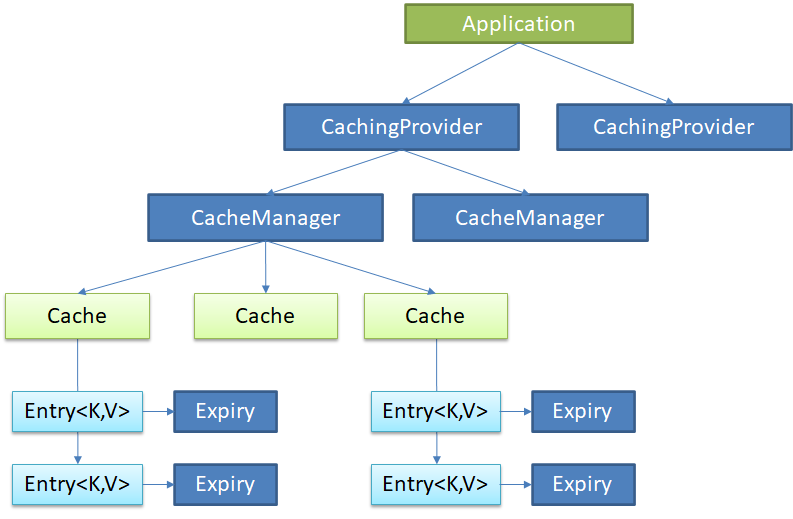 Application
CachingProvider
CachingProvider
CacheManager
CacheManager
Cache
Cache
Cache
Entry<K,V>
Expiry
Entry<K,V>
Expiry
Entry<K,V>
Expiry
Entry<K,V>
Expiry